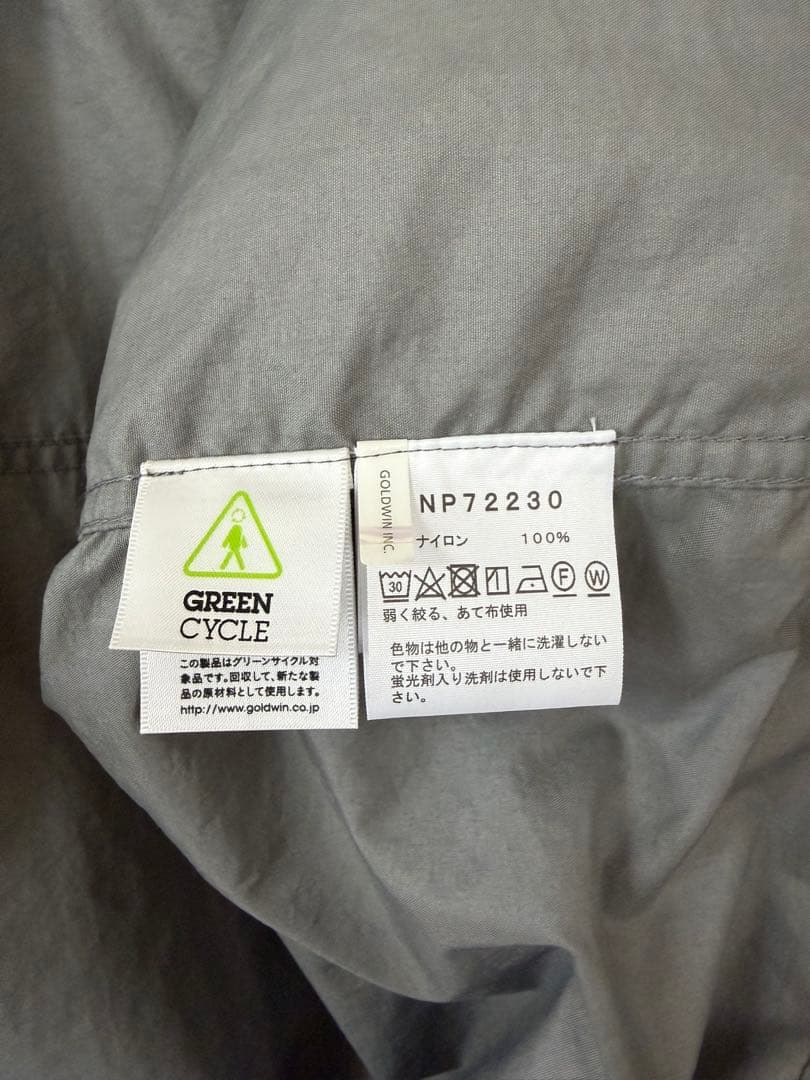 GREEN
CYCLE
この製品はグリーンサイクル対
象品です。回収して、新たな製
品の原材料として使用します。
http://www.goldwin.co.jp
GOLDWIN INC.
NP72230
ナイロン 100%
30
F
W
弱く絞る、あて布使用
色物は他の物と一緒に洗濯しない
で下さい。
蛍光剤入り洗剤は使用しないで下
さい。